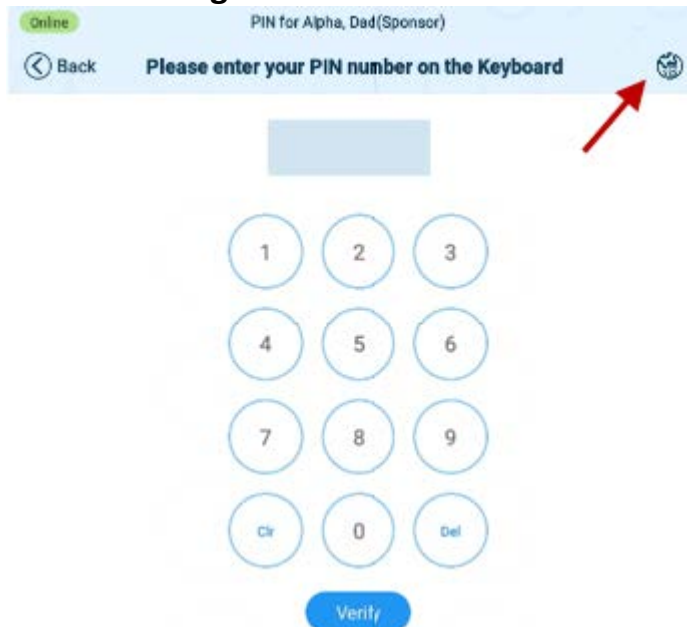 Online PIN for Alpha, Dad(Sponsor)
Back Please enter your PIN number on the Keyboard
1 2 3
4 5 6
7 8 9
Clr 0 Del
Verify